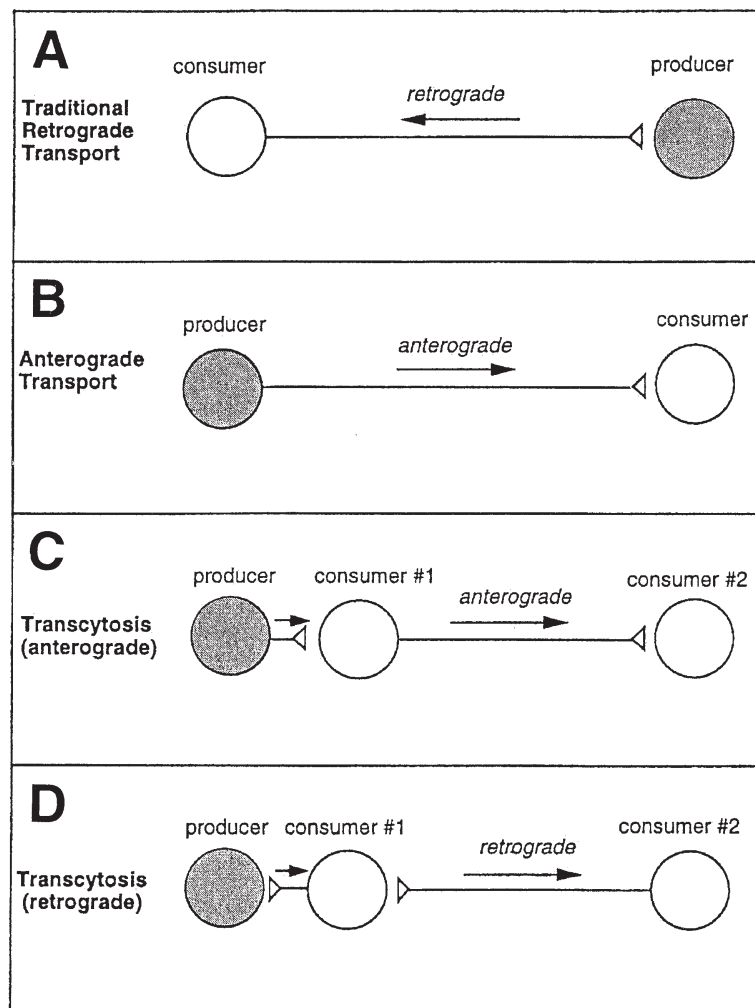 A
consumer
producer
retrograde
Traditional
Retrograde
Transport
B
producer
consumer
anterograde
Anterograde
Transport
C
producer
consumer #1
consumer #2
anterograde
Transcytosis
(anterograde)
D
producer
consumer #1
consumer #2
retrograde
Transcytosis
(retrograde)